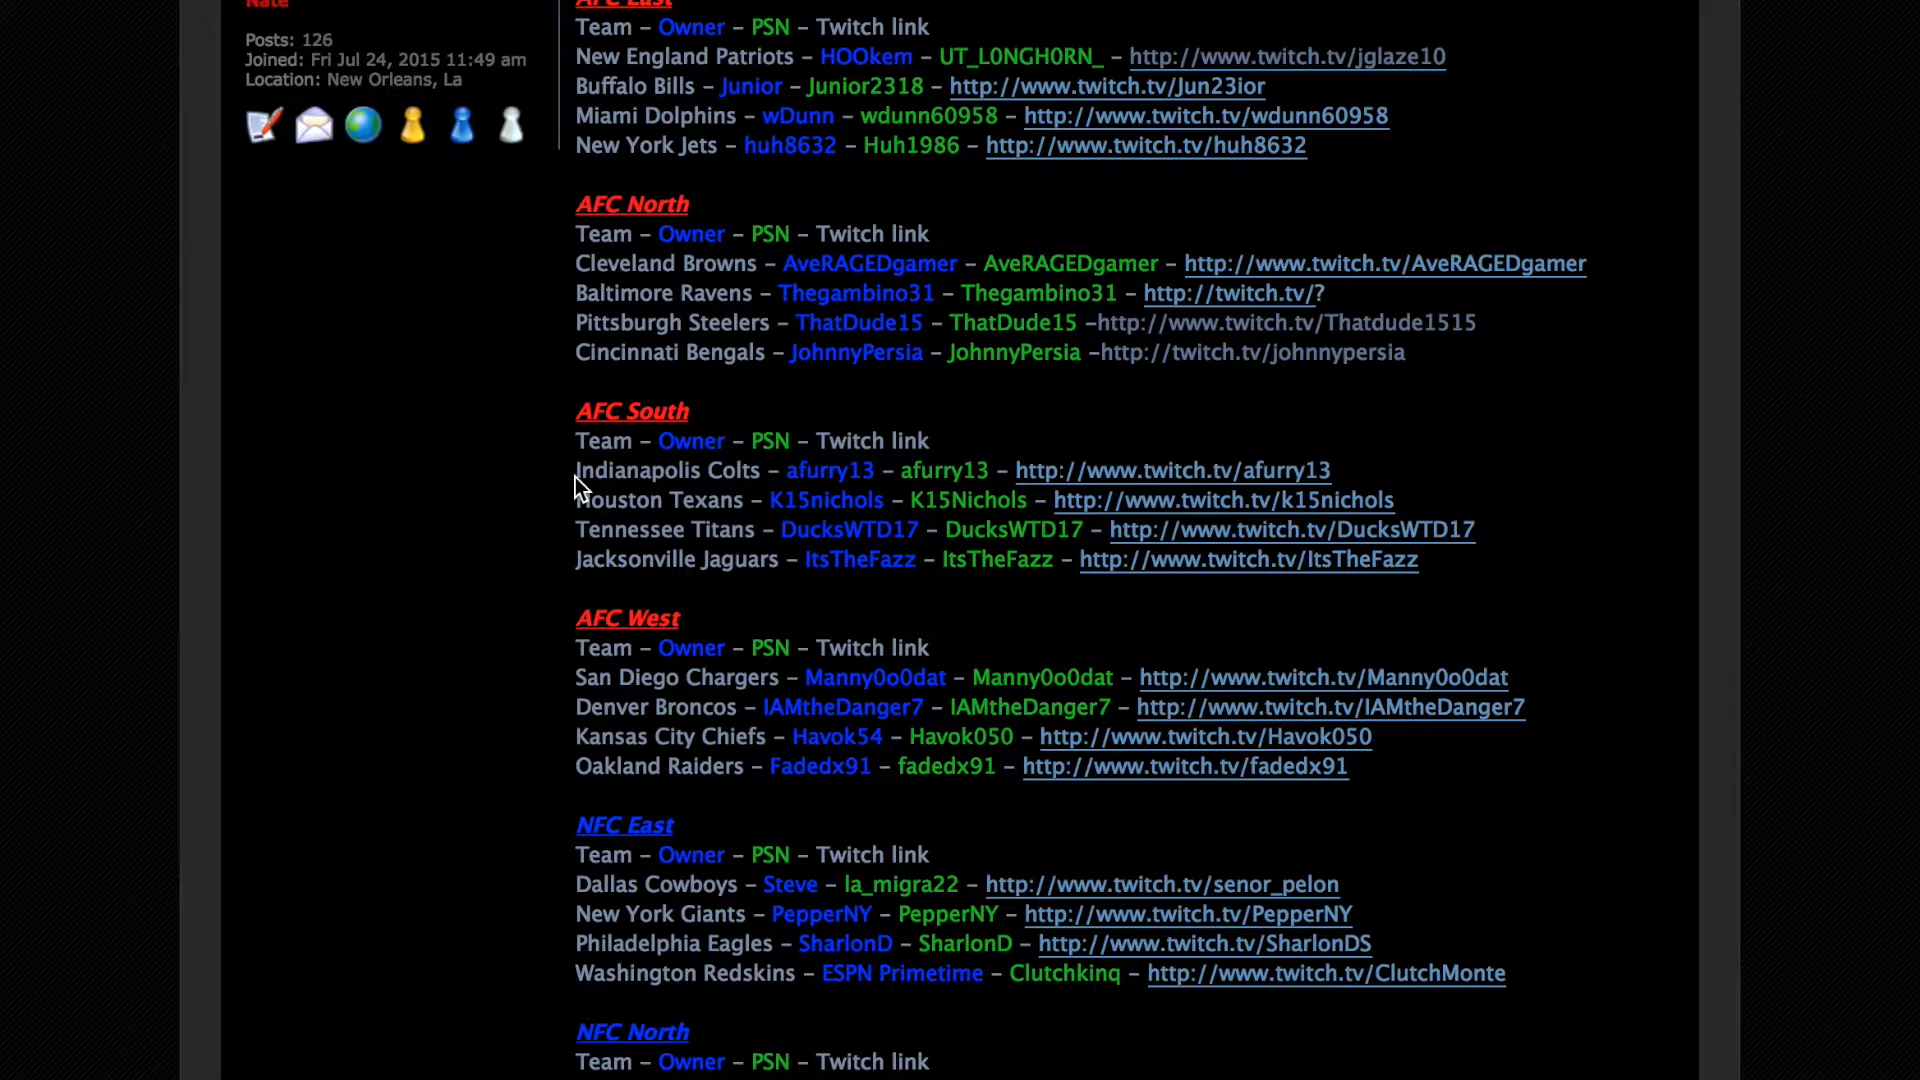 Nate
Posts: 126
Joined: Fri Jul 24, 2015 11:49 am
Location: New Orleans, La
AFC East
Team – Owner – PSN – Twitch link
New England Patriots – HOOkem – UT_L0NGH0RN_ – http://www.twitch.tv/jglaze10
Buffalo Bills – Junior – Junior2318 – http://www.twitch.tv/Jun23ior
Miami Dolphins – wDunn – wdunn60958 – http://www.twitch.tv/wdunn60958
New York Jets – huh8632 – Huh1986 – http://www.twitch.tv/huh8632
AFC North
Team – Owner – PSN – Twitch link
Cleveland Browns – AveRAGEDgamer – AveRAGEDgamer – http://www.twitch.tv/AveRAGEDgamer
Baltimore Ravens – Thegambino31 – Thegambino31 – http://twitch.tv/?
Pittsburgh Steelers – ThatDude15 – ThatDude15 –http://www.twitch.tv/Thatdude1515
Cincinnati Bengals – JohnnyPersia – JohnnyPersia –http://twitch.tv/johnnypersia
AFC South
Team – Owner – PSN – Twitch link
Indianapolis Colts – afurry13 – afurry13 – http://www.twitch.tv/afurry13
Houston Texans – K15nichols – K15Nichols – http://www.twitch.tv/k15nichols
Tennessee Titans – DucksWTD17 – DucksWTD17 – http://www.twitch.tv/DucksWTD17
Jacksonville Jaguars – ItsTheFazz – ItsTheFazz – http://www.twitch.tv/ItsTheFazz
AFC West
Team – Owner – PSN – Twitch link
San Diego Chargers – Manny0o0dat – Manny0o0dat – http://www.twitch.tv/Manny0o0dat
Denver Broncos – IAMtheDanger7 – IAMtheDanger7 – http://www.twitch.tv/IAMtheDanger7
Kansas City Chiefs – Havok54 – Havok050 – http://www.twitch.tv/Havok050
Oakland Raiders – Fadedx91 – fadedx91 – http://www.twitch.tv/fadedx91
NFC East
Team – Owner – PSN – Twitch link
Dallas Cowboys – Steve – la_migra22 – http://www.twitch.tv/senor_pelon
New York Giants – PepperNY – PepperNY – http://www.twitch.tv/PepperNY
Philadelphia Eagles – SharlonD – SharlonD – http://www.twitch.tv/SharlonDS
Washington Redskins – ESPN Primetime – Clutchkinq – http://www.twitch.tv/ClutchMonte
NFC North
Team – Owner – PSN – Twitch link